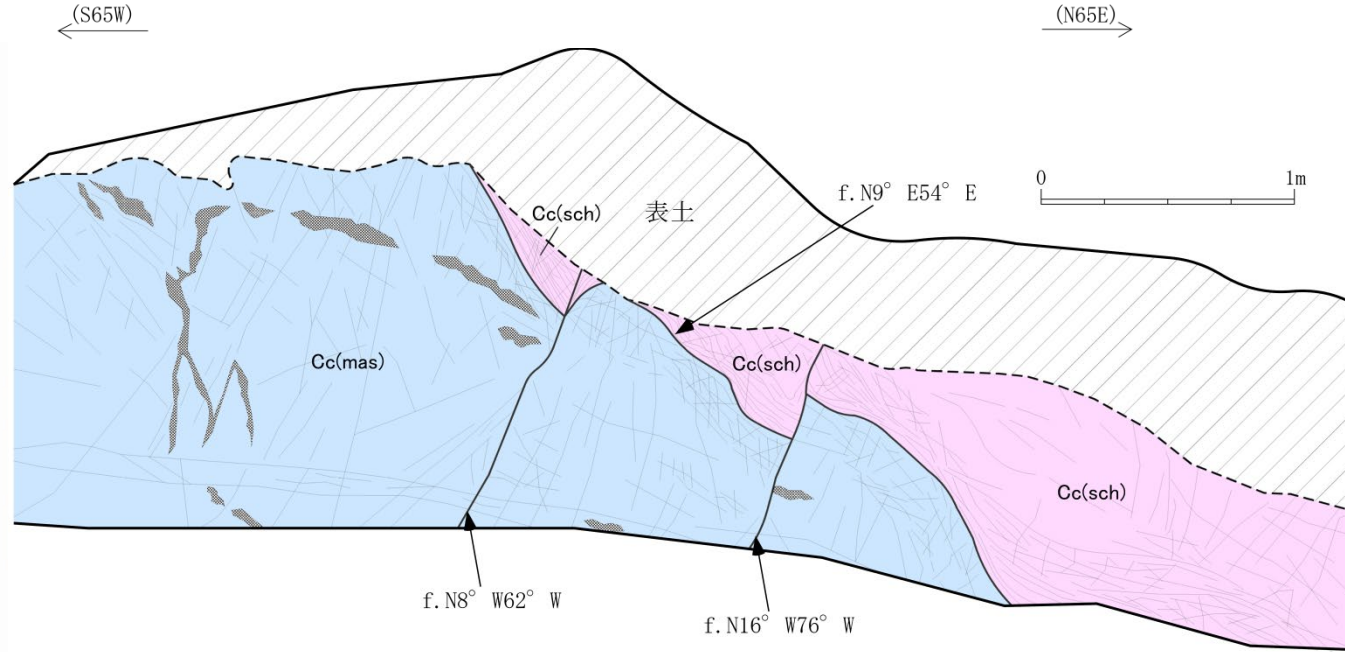 (S65W)
(N65E)
0 1m
f.N9° E54° E
Cc(sch)
表土
Cc(mas)
Cc(sch)
Cc(sch)
f.N8° W62° W
f.N16° W76° W